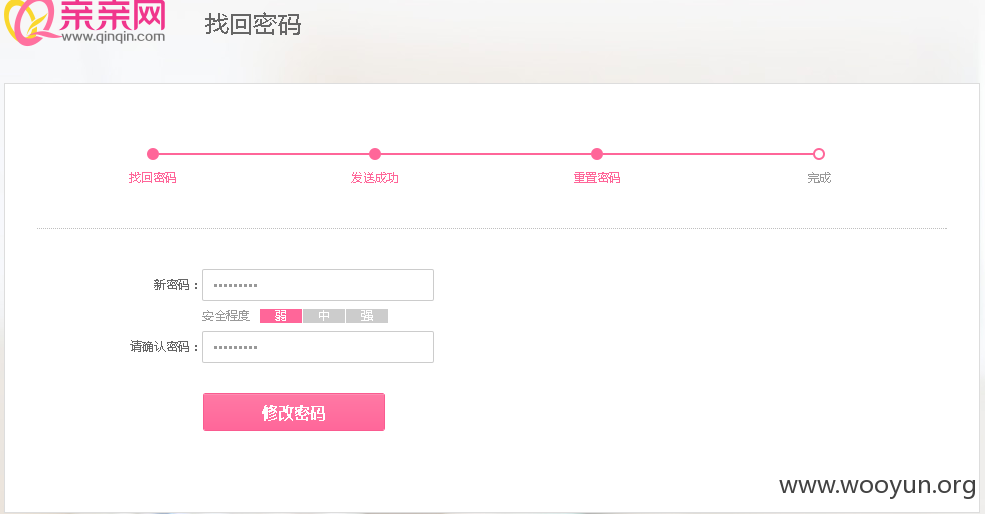 亲亲网
www.qinqin.com
找回密码
找回密码 发送成功 重置密码 完成
新密码：
安全程度 弱 中 强
请确认密码：
修改密码
www.wooyun.org